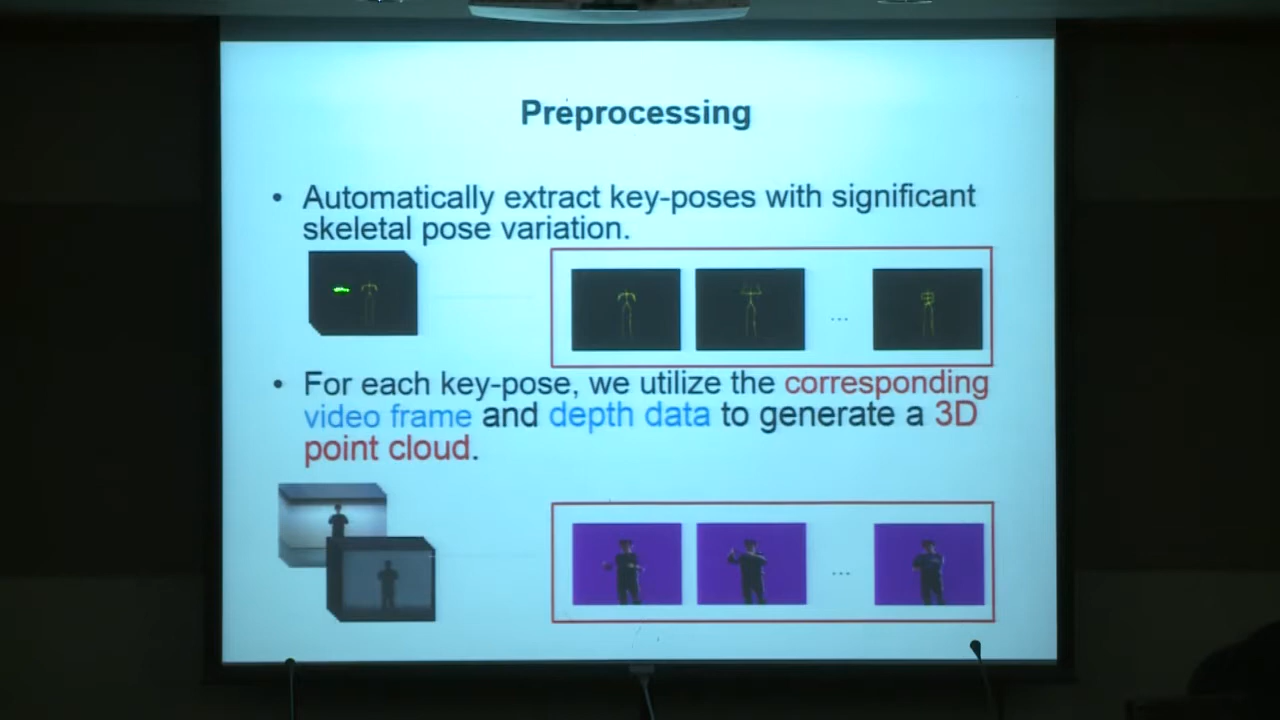 Preprocessing
• Automatically extract key-poses with significant
skeletal pose variation.
...
• For each key-pose, we utilize the corresponding
video frame and depth data to generate a 3D
point cloud.
...